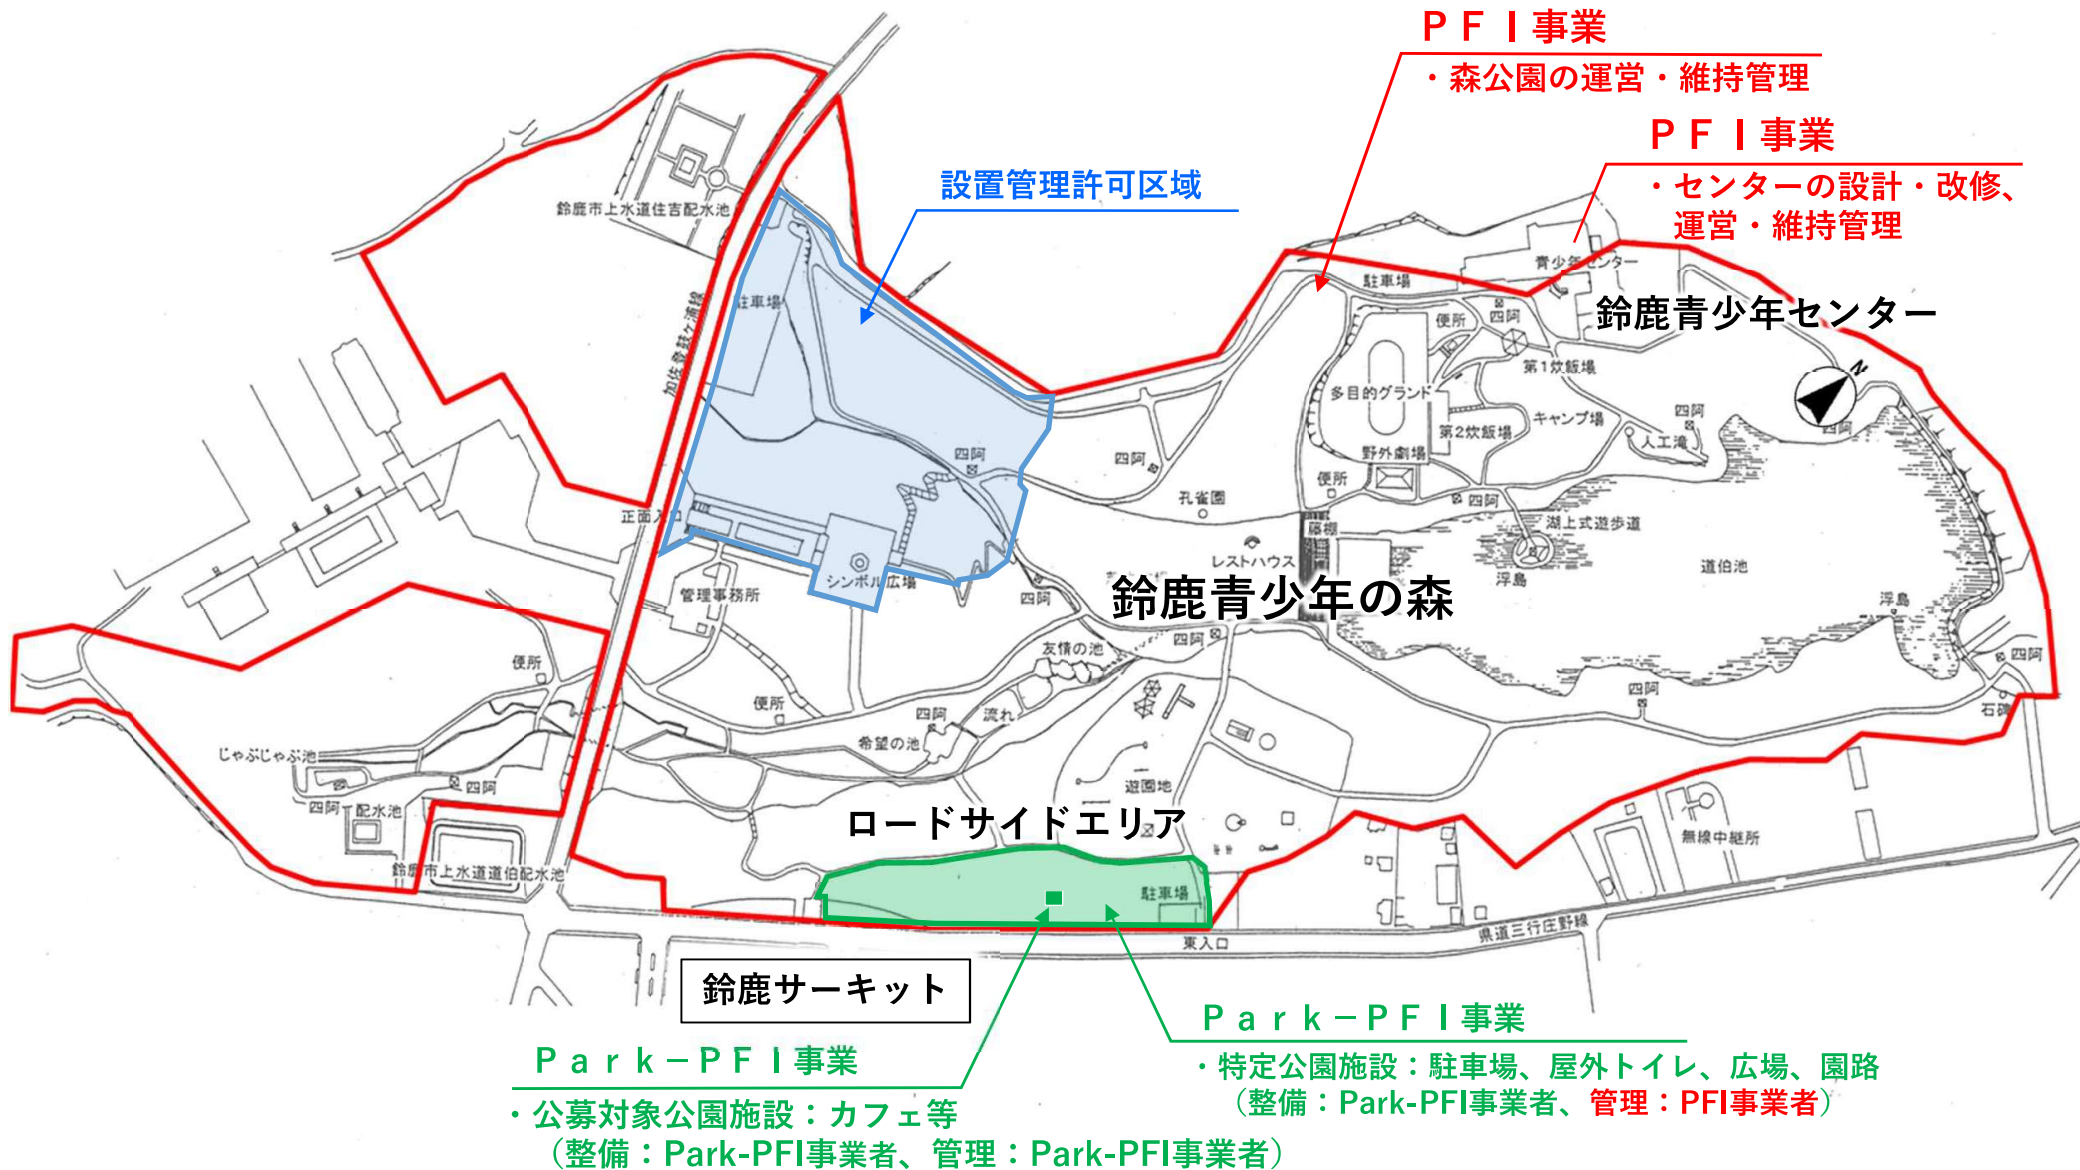 ＰＦＩ事業
・森公園の運営・維持管理
ＰＦＩ事業
・センターの設計・改修、
運営・維持管理
設置管理許可区域
鈴鹿市上水道住吉配水池
青少年センター
駐車場
鈴鹿青少年センター
駐車場
加佐登鼓ヶ浦線
便所
四阿
第1炊飯場
N
多目的グランド
キャンプ場
四阿
四阿
第2炊飯場
人工滝
野外劇場
四阿
四阿
便所
四阿
孔雀園
正面入口
藤棚
湖上式遊歩道
レストハウス
浮島
道伯池
シンボル広場
管理事務所
四阿
鈴鹿青少年の森
浮島
四阿
友情の池
四阿
便所
四阿
便所
四阿
流れ
石碑
希望の池
じゃぶじゃぶ池
四阿
遊園地
四阿
配水池
ロードサイドエリア
無線中継所
鈴鹿市上水道道伯配水池
駐車場
東入口
県道三行庄野線
鈴鹿サーキット
Ｐａｒｋ－ＰＦＩ事業
・特定公園施設：駐車場、屋外トイレ、広場、園路
（整備：Park-PFI事業者、管理：PFI事業者）
Ｐａｒｋ－ＰＦＩ事業
・公募対象公園施設：カフェ等
（整備：Park-PFI事業者、管理：Park-PFI事業者）